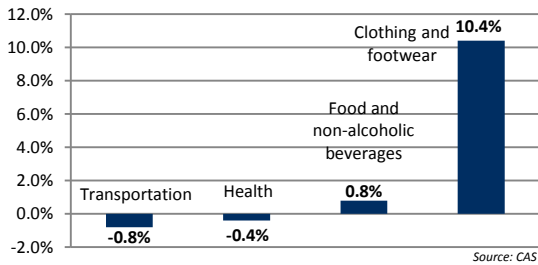 12.0%
10.0%
8.0%
6.0%
4.0%
2.0%
0.0%
-2.0%
Transportation
-0.8%
Health
-0.4%
Food and
non-alcoholic
beverages
0.8%
Clothing and
footwear
10.4%
Source: CAS